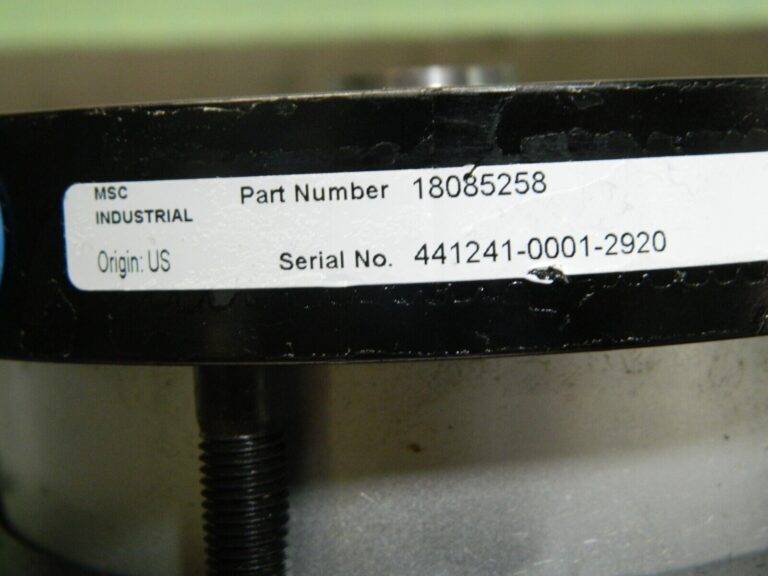 MSC
INDUSTRIAL
Part Number 18085258
Origin: US
Serial No. 441241-0001-2920